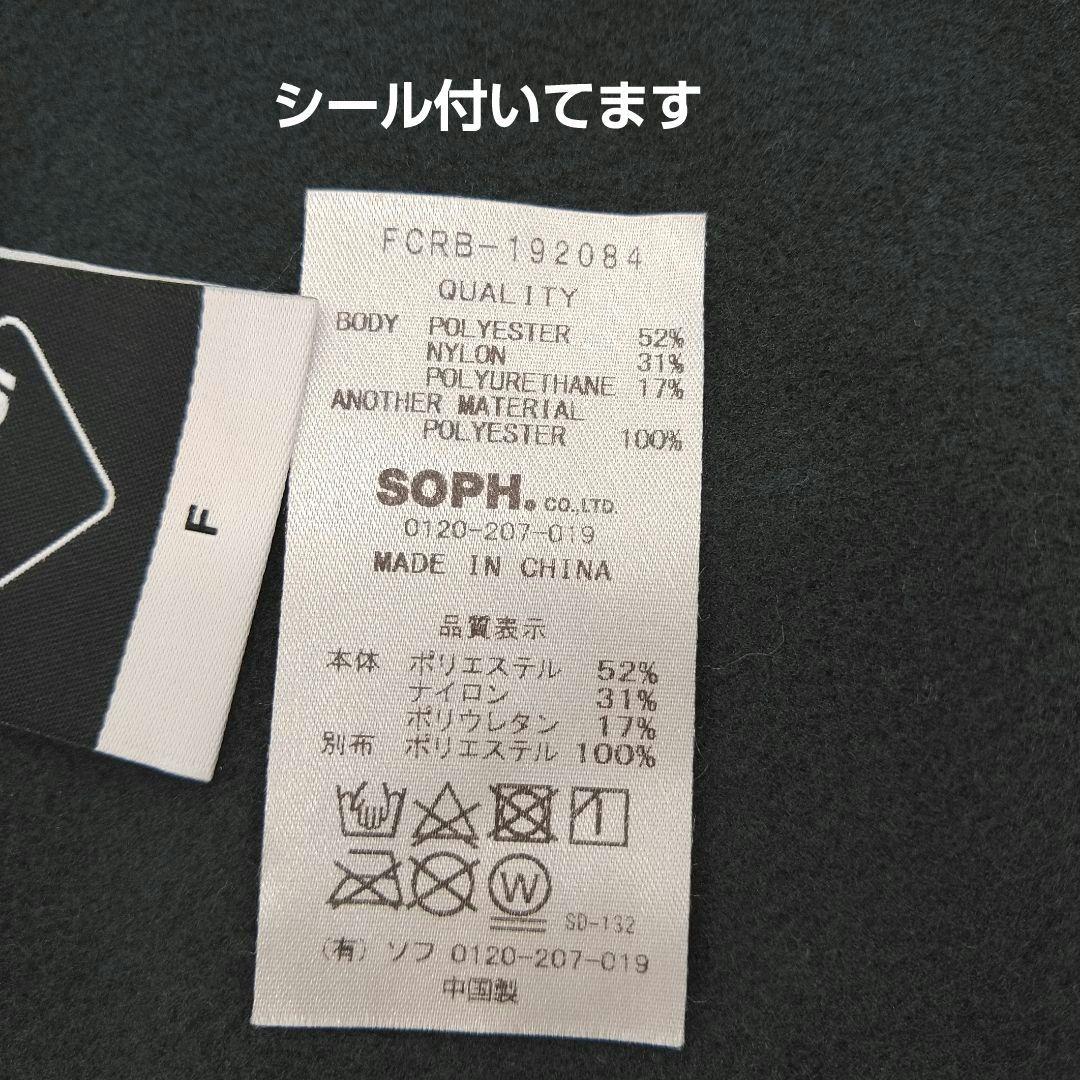 シール付いてます
FCRB-192084
QUALITY
BODY POLYESTER 52%
NYLON 31%
POLYURETHANE 17%
ANOTHER MATERIAL
POLYESTER 100%
SOPH. CO.,LTD.
0120-207-019
MADE IN CHINA
品質表示
本体 ポリエステル 52%
ナイロン 31%
ポリウレタン 17%
別布 ポリエステル 100%
W
SD-132
(有) ソフ 0120-207-019
中国製
F